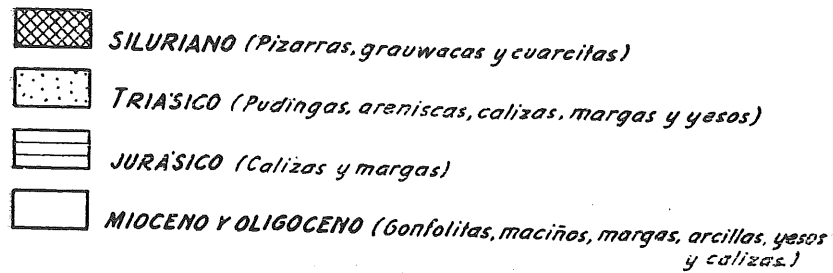 SILURIANO (Pizarras, grauwacas y cuarcitas)
TRIÁSICO (Pudingas, areniscas, calizas, margas y yesos)
JURÁSICO (Calizas y margas)
MIOCENO Y OLIGOCENO (Gonfolitas, maciños, margas, arcillas, yesos
y calizas.)